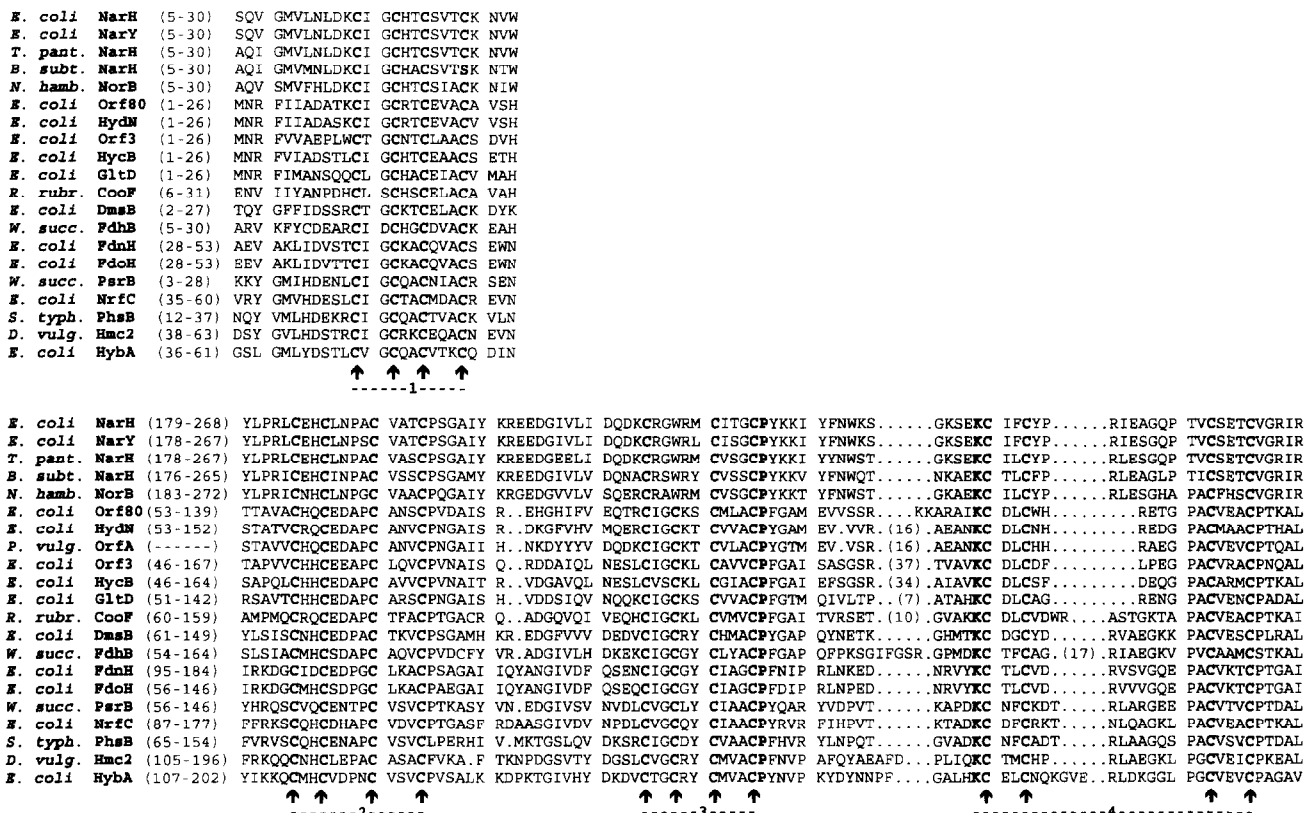 E. coli NarH (5-30) SQV GMVLNLDKCI GCHTCSVTCK NVW
E. coli NarY (5-30) SQV GMVLNLDKCI GCHTCSVTCK NVW
T. pant. NarH (5-30) AQI GMVLNLDKCI GCHTCSVTCK NVW
B. subt. NarH (5-30) AQI GMVMNLDKCI GCHACSVTSK NTW
N. hamb. NorB (5-30) AQV SMVFHLDKCI GCHTCSIACK NIW
E. coli Orf80 (1-26) MNR FIIADATKCI GCRTCEVACA VSH
E. coli HydN (1-26) MNR FIIADASKCI GCRTCEVACV VSH
E. coli Orf3 (1-26) MNR FVVAEPLWCT GCNTCLAACS DVH
E. coli HycB (1-26) MNR FVIADSTLCI GCHTCEAACS ETH
E. coli GltD (1-26) MNR FIMANSQQCL GCHACEIACV MAH
R. rubr. CooF (6-31) ENV IIYANPDHCL SCHSCELACA VAH
E. coli DmsB (2-27) TQY GFFIDSSRCT GCKTCELACK DYK
W. succ. FdhB (5-30) ARV KFYCDEARCI DCHGCDVACK EAH
E. coli FdnH (28-53) AEV AKLIDVSTCI GCKACQVACS EWN
E. coli FdoH (28-53) EEV AKLIDVTTCI GCKACQVACS EWN
W. succ. PsrB (3-28) KKY GMIHDENLCI GCQACNIACR SEN
E. coli NrfC (35-60) VRY GMVHDESLCI GCTACMDACR EVN
S. typh. PhsB (12-37) NQY VMLHDEKRCI GCQACTVACK VLN
D. vulg. Hmc2 (38-63) DSY GVLHDSTRCI GCRKCEQACN EVN
E. coli HybA (36-61) GSL GMLYDSTLCV GCQACVTKCQ DIN
↑ ↑ ↑ ↑
------1-----
E. coli NarH (179-268) YLPRLCEHCLNPAC VATCPSGAIY KREEDGIVLI DQDKCRGWRM CITGCPYKKI YFNWKS......GKSEKC IFCYP......RIEAGQP TVCSETCVGRIR
E. coli NarY (178-267) YLPRLCEHCLNPSC VATCPSGAIY KREEDGIVLI DQDKCRGWRL CISGCPYKKI YFNWKS......GKSEKC IFCYP......RIESGQP TVCSETCVGRIR
T. pant. NarH (178-267) YLPRLCEHCLNPAC VASCPSGAIY KREEDGEELI DQDKCRGWRM CVSGCPYKKI YYNWST......GKSEKC IFCYP......RLESGQP TVCSETCVGRIR
B. subt. NarH (176-265) YLPRICEHCINPAC VSSCPSGAMY KREEDGIVLV DQNACRSWRY CVSSCPYKKV YFNWQT......NKAEKC TLCFP......RLEAGLP TICSETCVGRIR
N. hamb. NorB (183-272) YLPRICNHCLNPGC VAACPQGAIY KRGEDGVVLV SQERCRAWRM CVSGCPYKKT YFNWST......GKAEKC ILCYP......RLESGHA PACFHSCVGRIR
E. coli Orf80 (53-139) TTAVACHQCEDAPC ANSCPVDAIS R..EHGHIFV EQTRCIGCKS CMLACPFGAM EVVSSR...KKARAIKC DLCWH........RETG PACVEACPTKAL
E. coli HydN (53-152) STATVCRQCEDAPC ANVCPNGAIS R..DKGFVHV MQERCIGCKT CVVACPYGAM EV.VVR.(16)AEANKC DLCNH........REDG PACMAACPTHAL
P. vulg. OrfA (------) STAVVCHQCEDAPC ANVCPNGAII H..NKDYYYV DQDKCIGCKT CVLACPYGTM EV.VSR.(16)AEANKC DLCHH........RAEG PACVEVCPTQAL
E. coli Orf3 (46-167) TAPVVCHHCEEAPC LQVCPVNAIS Q..RDDAIQL NESLCIGCKL CAVVCPFGAI SASGSR.(37)TVAVKC DLCDF........LPEG PACVRACPNQAL
E. coli HycB (46-164) SAPQLCHHCEDAPC AVVCPVNAIT R..VDGAVQL NESLCVSCKL CGIACPFGAI EFSGSR.(34)AIAVKC DLCSF........DEQG PACARMCPTKAL
E. coli GltD (51-142) RSAVTCHHCEDAPC ARSCPNGAIS H..VDDSIQV NQQKCIGCKS CVVACPFGTM QIVLTP..(7)ATAHKC DLCAG........RENG PACVENCPADAL
R. rubr. CooF (60-159) AMPMQCRQCEDAPC TFACPTGACR Q..ADGQVQI VEQHCIGCKL CVMVCPFGAI TVRSET.(10)GVAKKC DLCVDWR...ASTGKTA PACVEACPTKAL
E. coli DmsB (61-149) YLSISCNHCEDPAC TKVCPSGAMH KR.EDGFVVV DEDVCIGCRY CHMACPYGAP QYNETK......GHMTKC DGCYD......RVAEGKK PACVESCPLRAL
W. succ. FdhB (54-164) SLSIACMHCSDAPC AQVCPVDCFY VR.ADGIVLH DKEKCIGCGY CLYACPFGAP QFPKSGIFGSR.GPMDKC TFCAG.(17)RIAEGKV PVCAAMCSTKAL
E. coli FdnH (95-184) IRKDGCIDCEDPGC LKACPSAGAI IQYANGIVDF QSENCIGCGY CIAGCPFNIP RLNKED......NRVYKC TLCVD......RVSVGQE PACVKTCPTGAI
E. coli FdoH (56-146) IRKDGCMHCSDPGC LKACPAEGAI IQYANGIVDF QSEQCIGCGY CIAGCPFDIP RLNPED......NRVYKC TLCVD......RVVVGQE PACVKTCPTGAI
W. succ. PsrB (56-146) YHRQSCVQCENTPC VSVCPTKASY VN.EDGIVSV NVDLCVGCLY CIAACPYQAR YVDPVT......KAPDKC NFCKDT.....RLARGEE PACVTVCPTDAL
E. coli NrfC (87-177) FFRKSCQHCDHAPC VDVCPTGASF RDAASGIVDV NPDLCVGCQY CIAACPYRVR FIHPVT......KTADKC DFCRKT.....NLQAGKL PACVEACPTKAL
S. typh. PhsB (65-154) FVRVSCQHCENAPC VSVCLPERHI V.MKTGSLQV DKSRCIGCDY CVAACPFHVR YLNPQT......GVADKC NFCADT.....RLAAGQS PACVSVCPTDAL
D. vulg. Hmc2 (105-196) FRKQQCNHCLEPAC ASACFVKA.F TKNPDGSVTY DGSLCVGCRY CMVACPFNVP AFQYAEAFD...PLIQKC TMCHP......RLAEGKL PGCVEICPKEAL
E. coli HybA (107-202) YIKKQCMHCVDPNC VSVCPVSALK KDPKTGIVHY DKDVCTGCRY CMVACPYNVP KYDYNNPF....GALHKC ELCNQKGVE..RLDKGGLP GCVEVCPAGAV
↑ ↑ ↑ ↑ ↑ ↑ ↑ ↑ ↑ ↑ ↑ ↑
-------2------ ------3------ ----------------4----------------